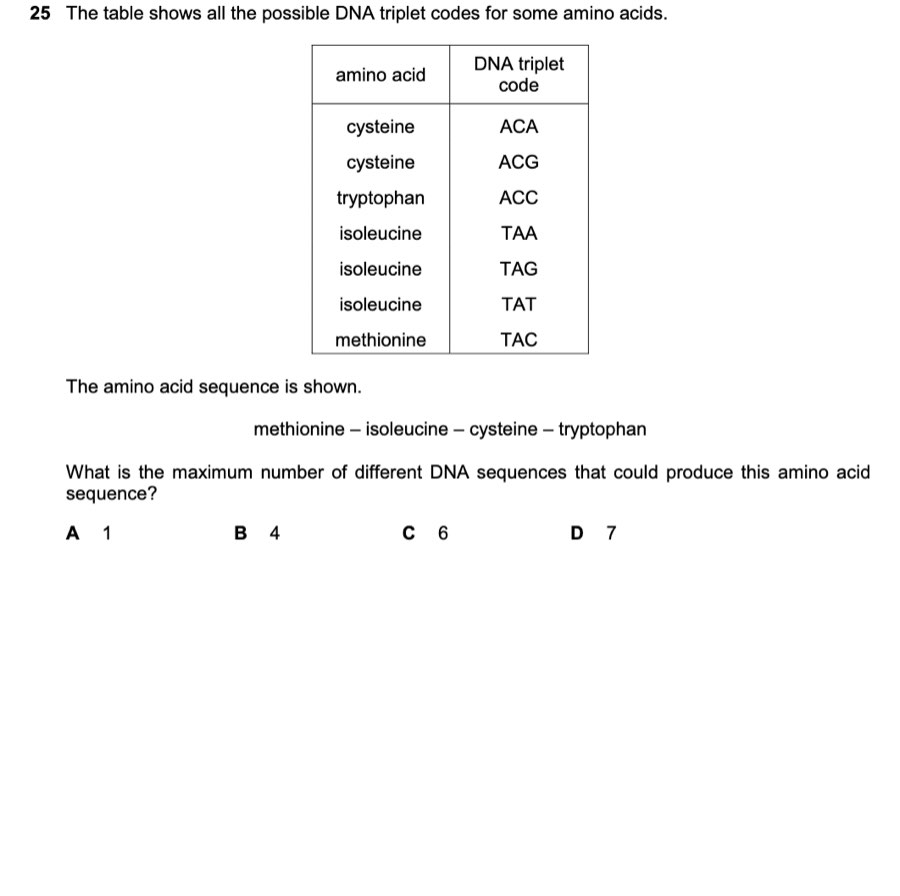 25 The table shows all the possible DNA triplet codes for some amino acids.
amino acid DNA triplet code
cysteine ACA
cysteine ACG
tryptophan ACC
isoleucine TAA
isoleucine TAG
isoleucine TAT
methionine TAC
The amino acid sequence is shown.
methionine – isoleucine – cysteine – tryptophan
What is the maximum number of different DNA sequences that could produce this amino acid
sequence?
A 1 B 4 C 6 D 7